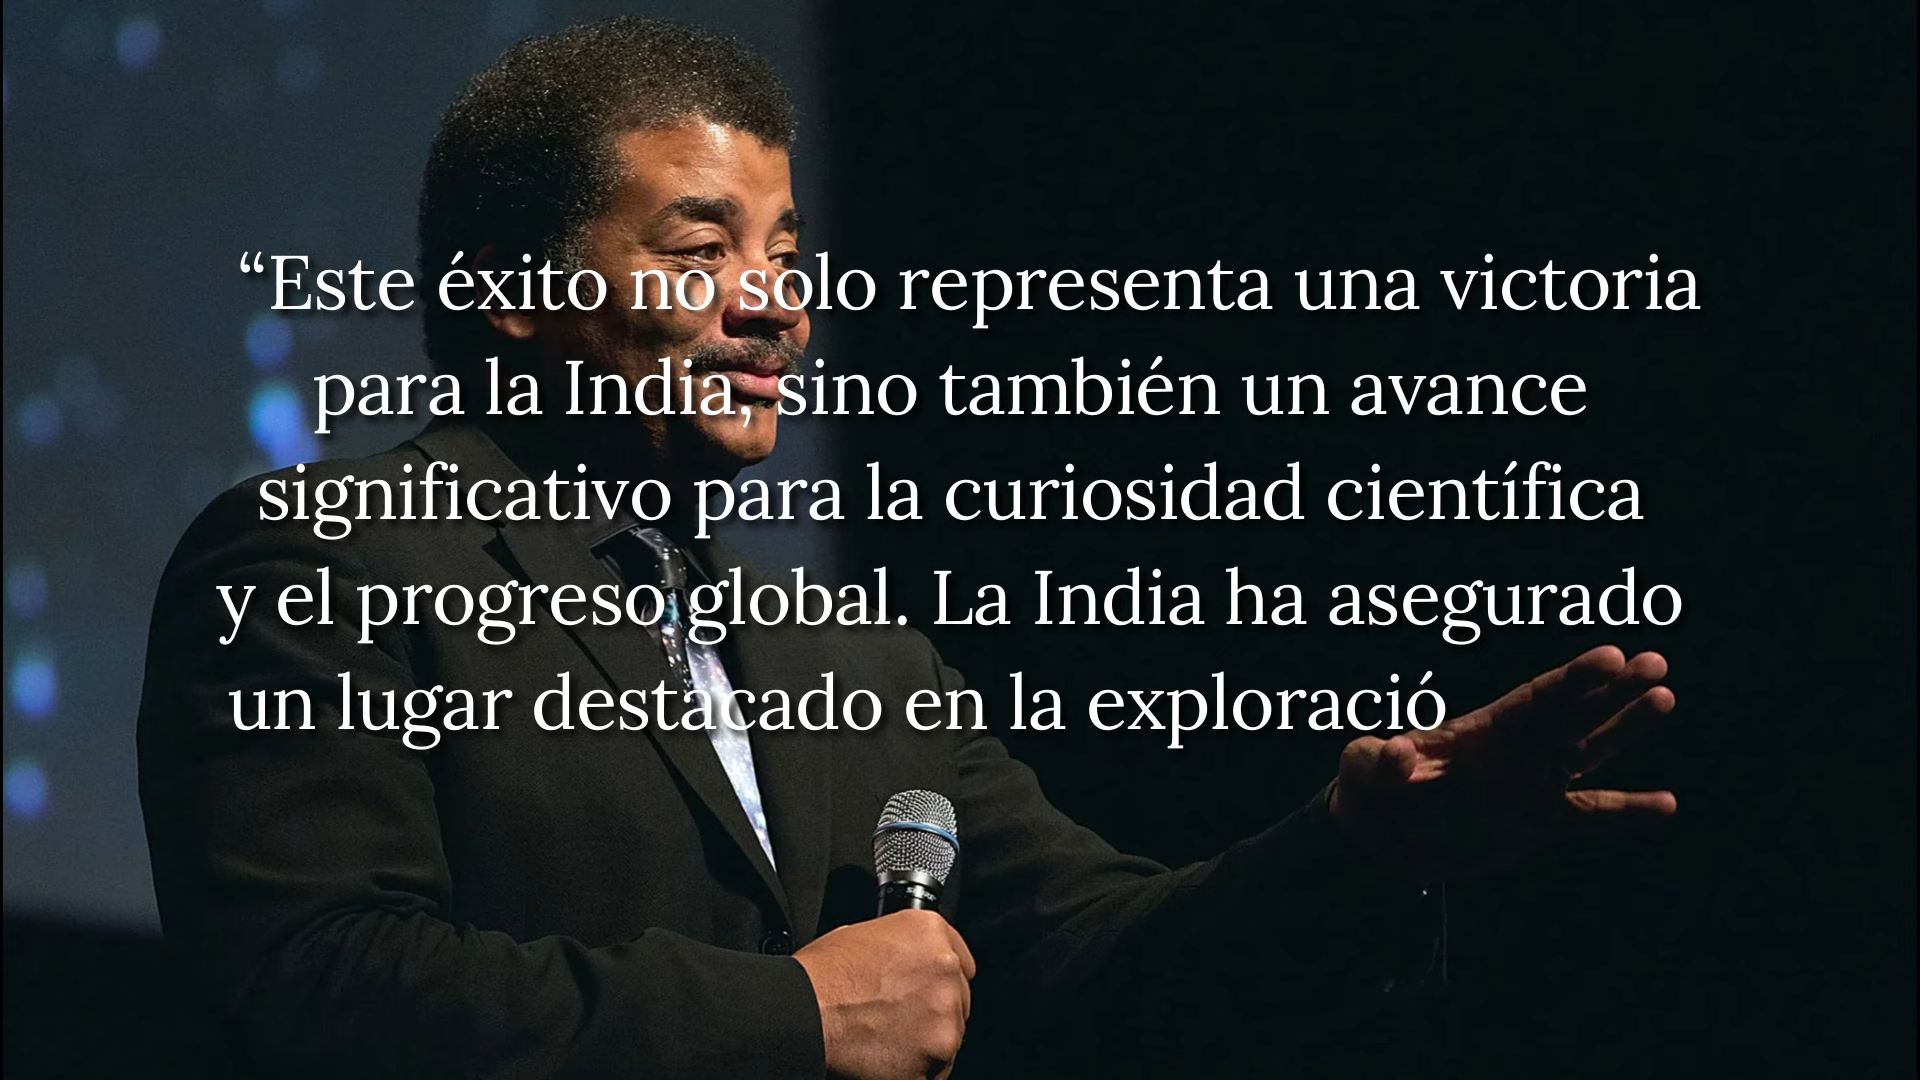 “Este éxito no solo representa una victoria
para la India, sino también un avance
significativo para la curiosidad científica
y el progreso global. La India ha asegurado
un lugar destacado en la exploració